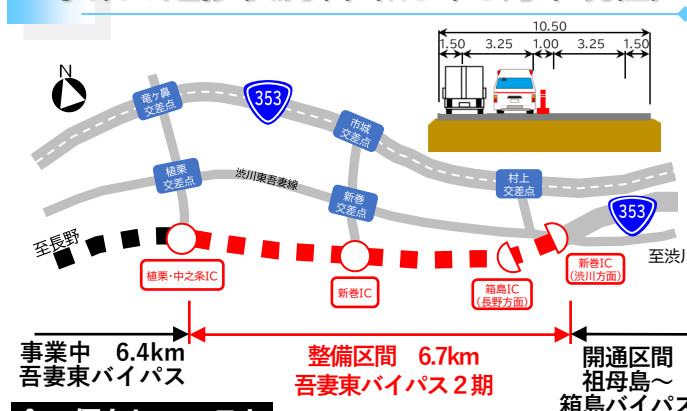 10.50
1.50 3.25 1.00 3.25 1.50
N
竜ケ鼻
交差点
353
市城
交差点
植栗
交差点
渋川東吾妻線
新巻
交差点
村上
交差点
353
至長野
至渋川
植栗・中之条IC
新巻IC
箱島IC
(長野方面)
新巻IC
(渋川方面)
事業中 6.4km
吾妻東バイパス
整備区間 6.7km
吾妻東バイパス2期
開通区間
祖母島~
箱島バイパス